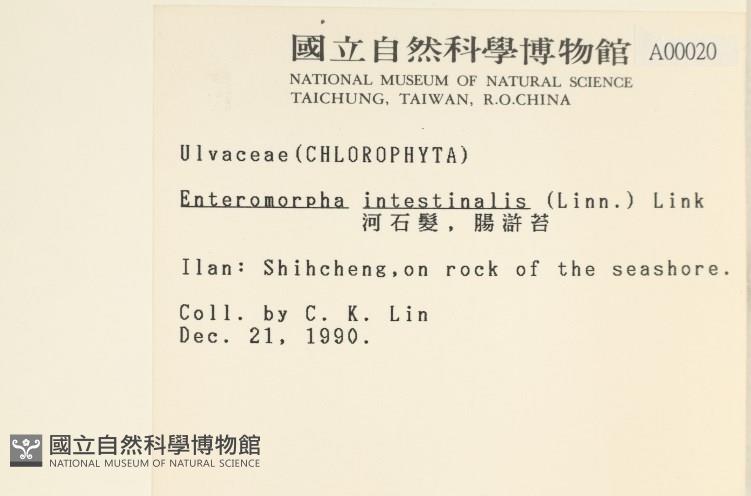 國立自然科學博物館 A00020
NATIONAL MUSEUM OF NATURAL SCIENCE
TAICHUNG, TAIWAN, R.O.CHINA
Ulvaceae(CHLOROPHYTA)
Enteromorpha intestinalis (Linn.) Link
河石髮, 腸滸苔
Ilan: Shihcheng,on rock of the seashore.
Coll. by C. K. Lin
Dec. 21, 1990.
國立自然科學博物館
NATIONAL MUSEUM OF NATURAL SCIENCE